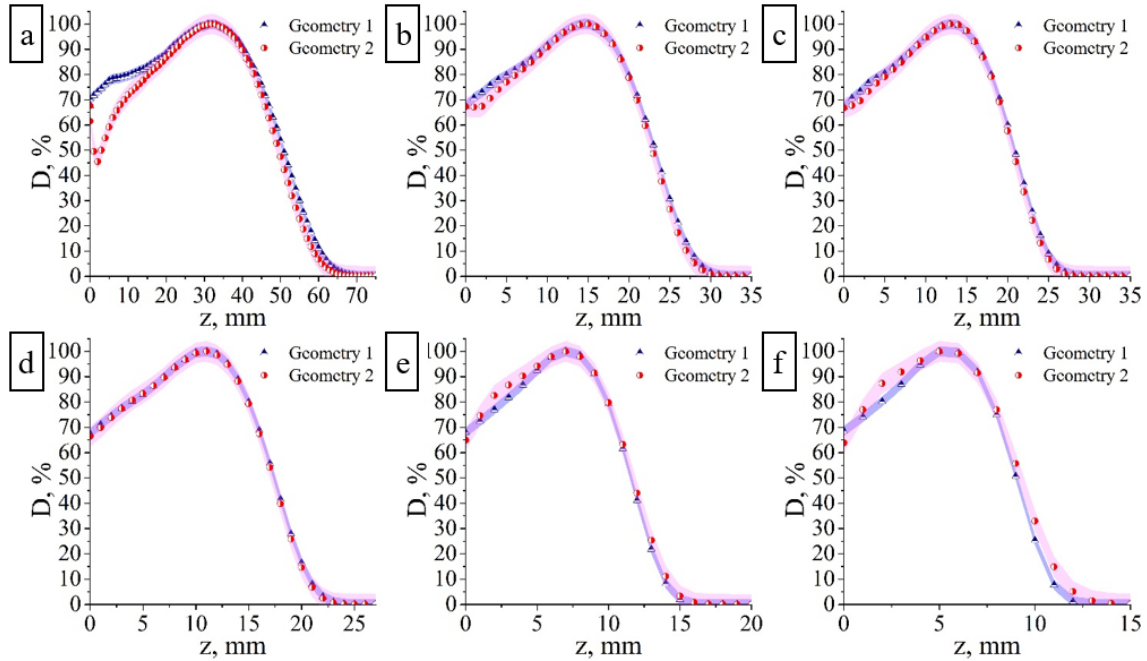 a
100
90
80
70
60
50
40
30
20
10
0
D, %
Geometry 1
Geometry 2
0 10 20 30 40 50 60 70
z, mm
b
100
90
80
70
60
50
40
30
20
10
0
D, %
Geometry 1
Geometry 2
0 5 10 15 20 25 30 35
z, mm
c
100
90
80
70
60
50
40
30
20
10
0
D, %
Geometry 1
Geometry 2
0 5 10 15 20 25 30 35
z, mm
d
100
90
80
70
60
50
40
30
20
10
0
D, %
Geometry 1
Geometry 2
0 5 10 15 20 25
z, mm
e
100
90
80
70
60
50
40
30
20
10
0
D, %
Geometry 1
Geometry 2
0 5 10 15 20
z, mm
f
100
90
80
70
60
50
40
30
20
10
0
D, %
Geometry 1
Geometry 2
0 5 10 15
z, mm